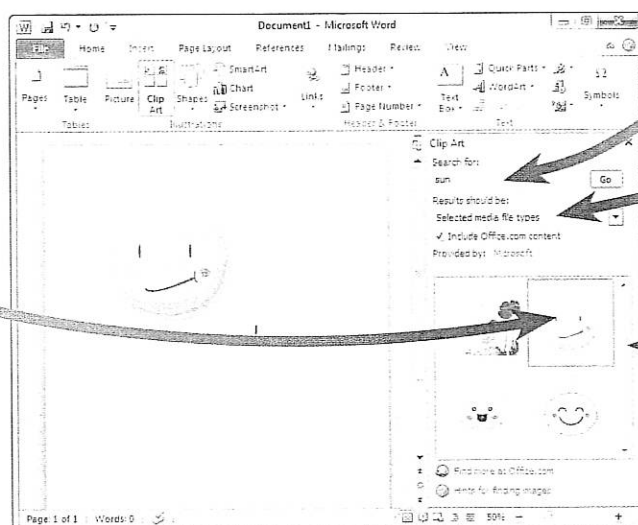 Document1 - Microsoft Word
File Home Insert Page Layout References Mailings Review View
Pages
Table
Picture
Clip Art
Shapes
SmartArt
Chart
Screenshot
Links
Header
Footer
Page Number
Text Box
Quick Parts
WordArt
Symbols
Tables Illustrations Header & Footer Text
Clip Art
Search for:
sun
Go
Results should be:
Selected media file types
Include Office.com content
Provided by: Microsoft
Find more at Office.com
Hints for finding images
Page: 1 of 1 Words: 0 50%